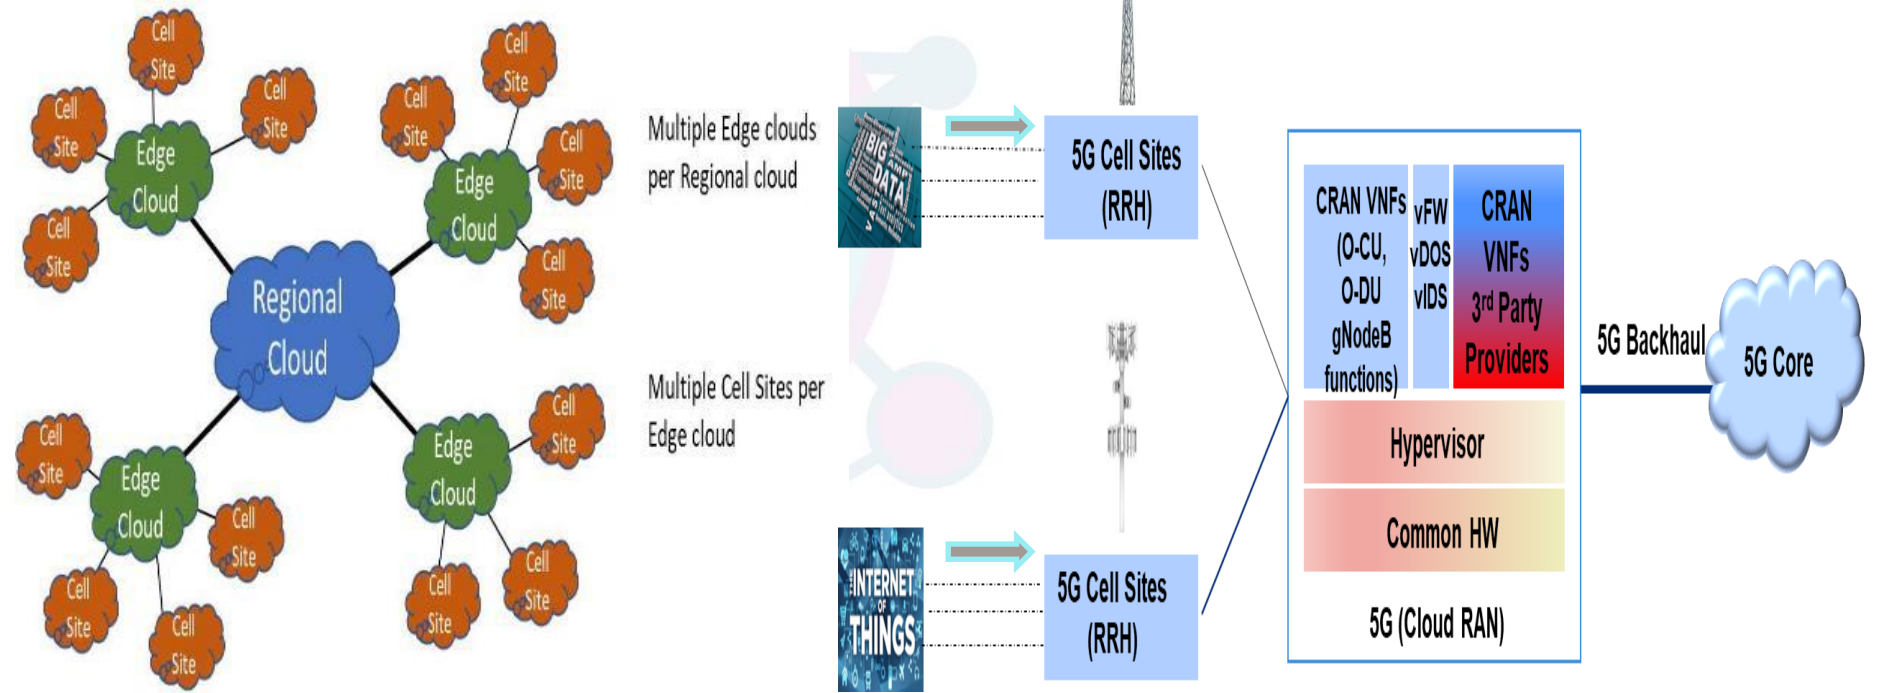 Cell
Site
Cell
Site
Cell
Site
Cell
Site
Edge
Cloud
Cell
Site
Cell
Site
Cell
Site
Cell
Site
Edge
Cloud
Regional
Cloud
Cell
Site
Cell
Site
Cell
Site
Cell
Site
Edge
Cloud
Cell
Site
Cell
Site
Cell
Site
Edge
Cloud
Multiple Edge clouds
per Regional cloud
Multiple Cell Sites per
Edge cloud
BIG
DATA
INTERNET
OF
THINGS
5G Cell Sites
(RRH)
5G Cell Sites
(RRH)
CRAN VNFs
(O-CU,
O-DU
gNodeB
functions)
vFW
vDOS
vIDS
CRAN
VNFs
3rd Party
Providers
Hypervisor
Common HW
5G (Cloud RAN)
5G Backhaul
5G Core